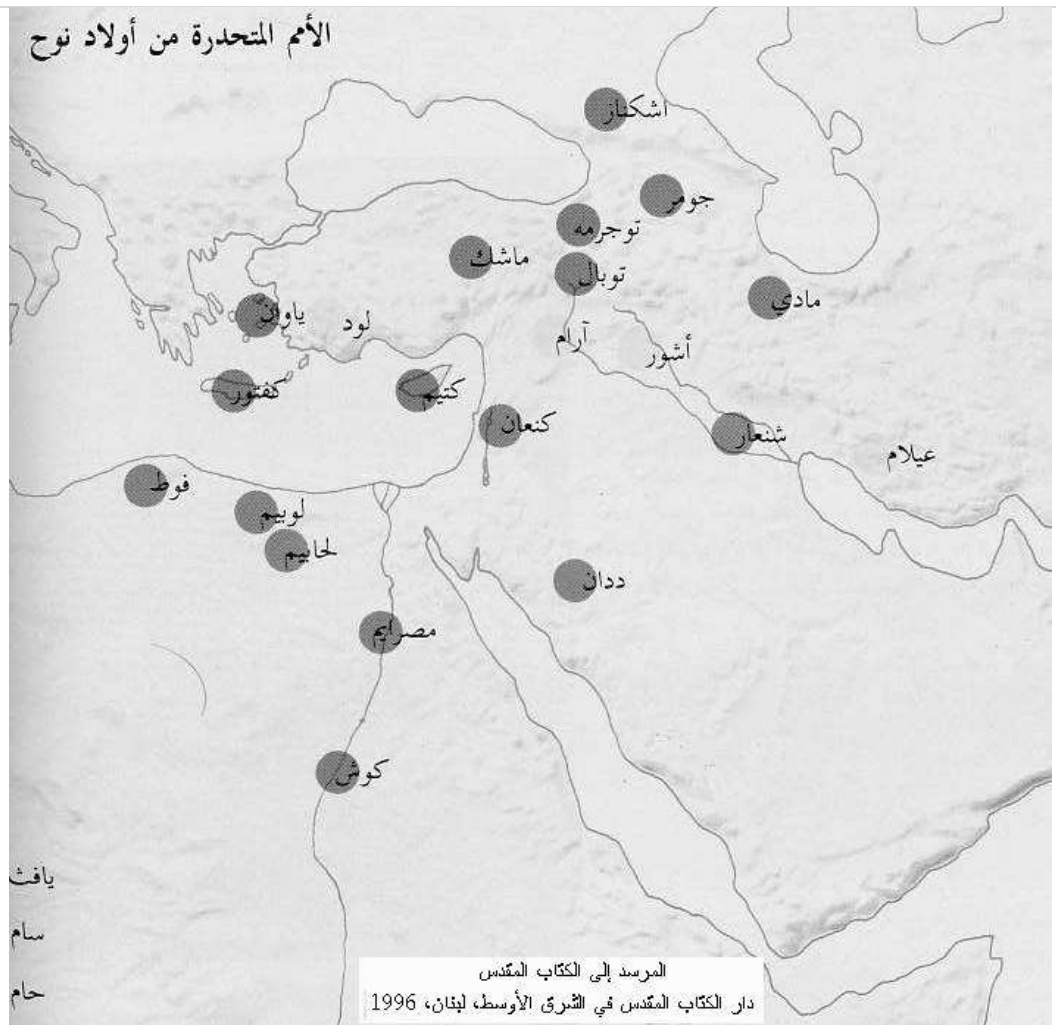 الأمم المتحدرة من أولاد نوح
اشكناز
جومر
توجرمه
ماشك
توبال
مادي
ياوان
لود
آرام
أشور
كفتور
كتيم
كنعان
شنعار
عيلام
فوط
لوبيم
لحابيم
ددان
مصرايم
كوش
يافث
سام
حام
المرسد إلى الكتاب المقدس
دار الكتاب المقدس في الشرق الأوسط، لبنان، 1996